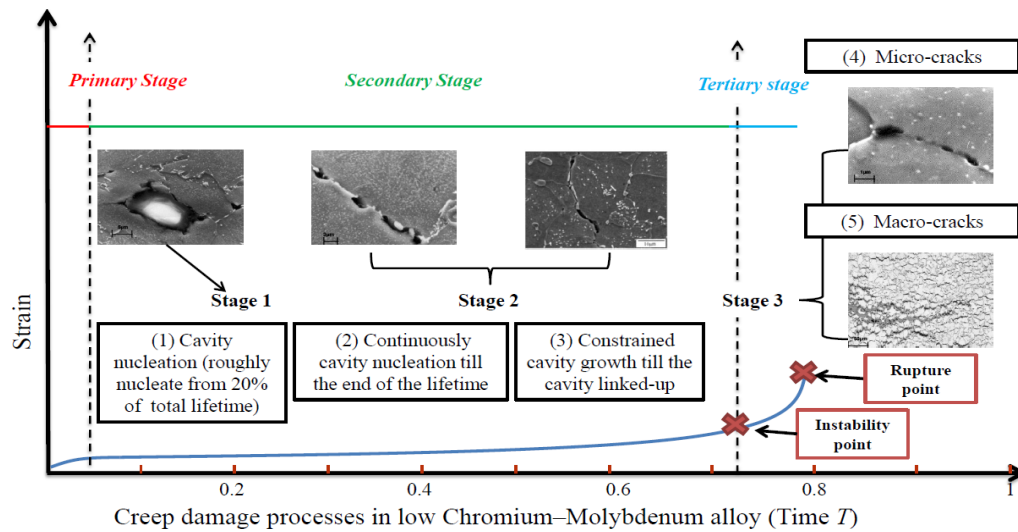 (4) Micro-cracks
Primary Stage
Secondary Stage
Tertiary stage
(5) Macro-cracks
Stage 1
Stage 2
Stage 3
(1) Cavity
nucleation (roughly
nucleate from 20%
of total lifetime)
(2) Continuously
cavity nucleation till
the end of the lifetime
(3) Constrained
cavity growth till the
cavity linked-up
Strain
Rupture
point
Instability
point
0.2
0.4
0.6
0.8
1
Creep damage processes in low Chromium–Molybdenum alloy (Time T)